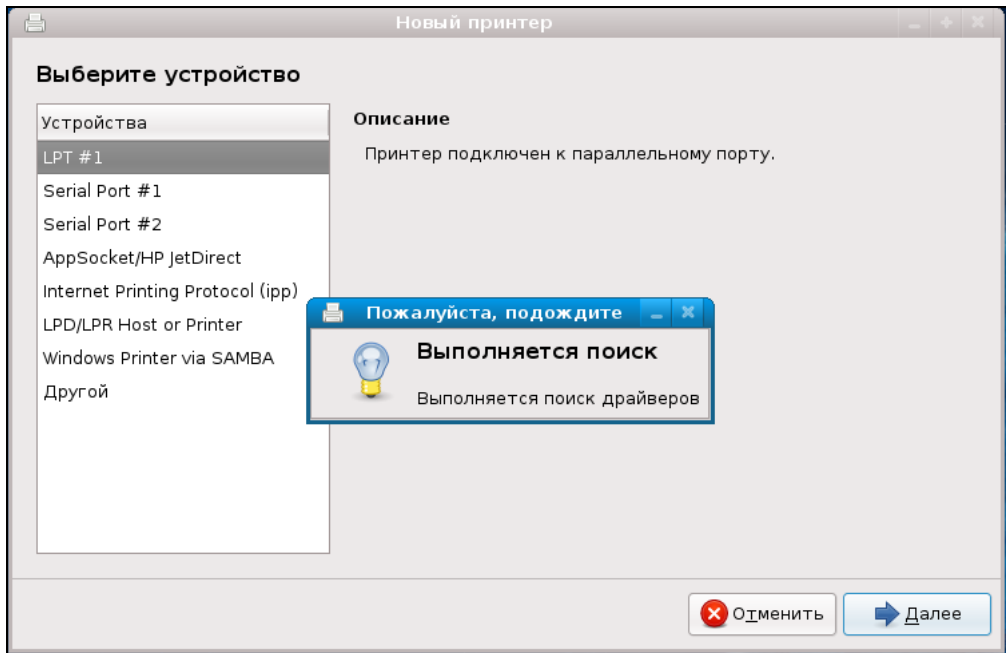 Новый принтер
Выберите устройство
Устройства
LPT #1
Serial Port #1
Serial Port #2
AppSocket/HP JetDirect
Internet Printing Protocol (ipp)
LPD/LPR Host or Printer
Windows Printer via SAMBA
Другой
Описание
Принтер подключен к параллельному порту.
Пожалуйста, подождите
Выполняется поиск
Выполняется поиск драйверов
Отменить
Далее